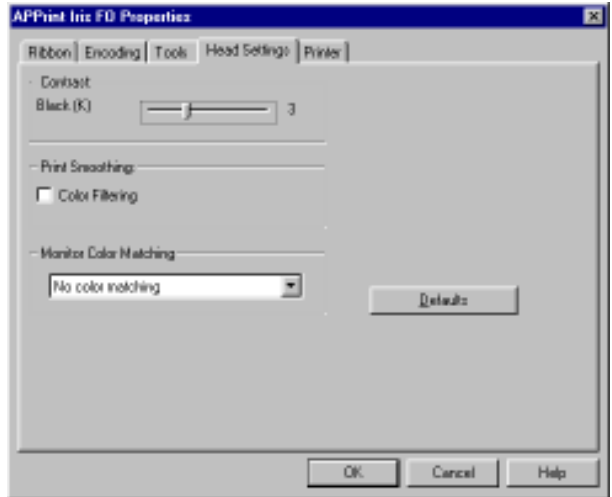 APPrint Iris FO Properties
Ribbon Encoding Tools Head Settings Printer
Contrast
Black (K) 3
Print Smoothing
Color Filtering
Monitor Color Matching
No color matching
Defaults
OK Cancel Help